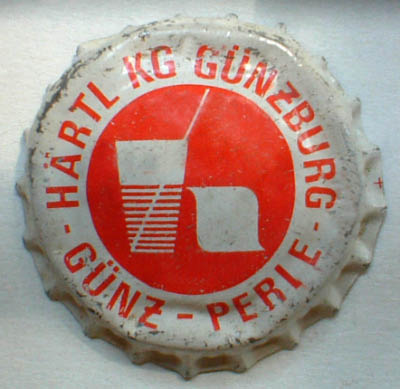 HÄRTL KG GÜNZBURG
- GÜNZ - PERLE -